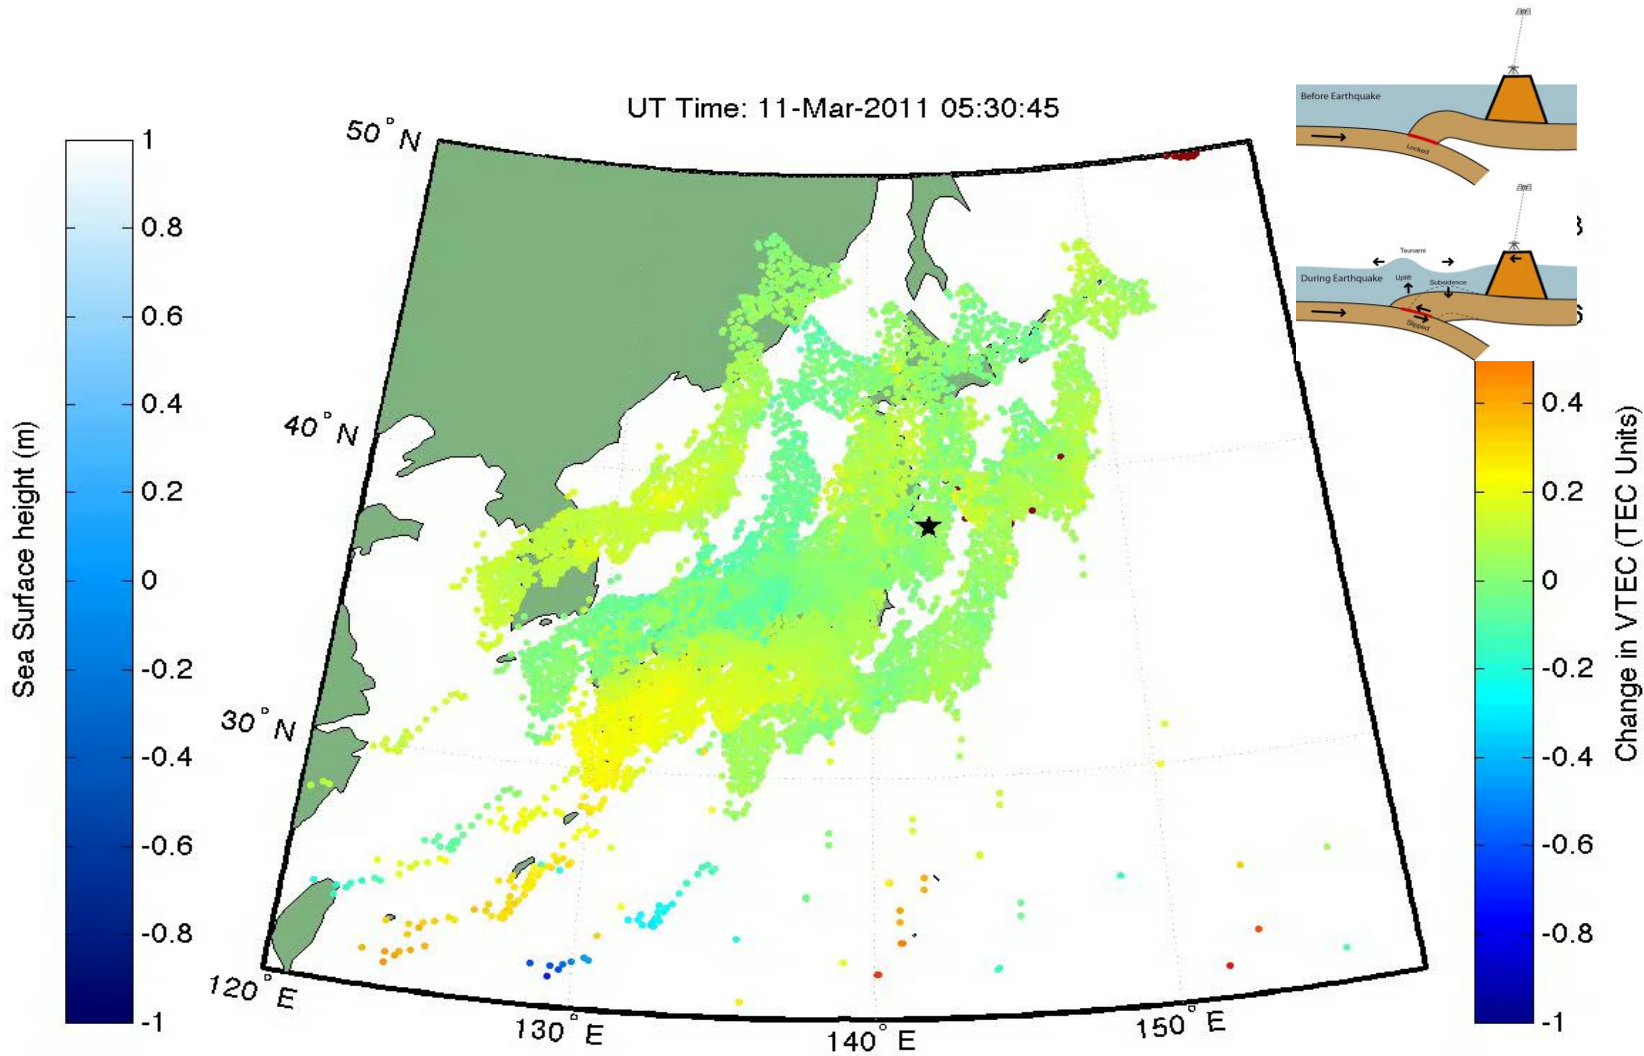 UT Time: 11-Mar-2011 05:30:45
50°N
40°N
30°N
120°E
130°E
140°E
150°E
Sea Surface height (m)
1
0.8
0.6
0.4
0.2
0
-0.2
-0.4
-0.6
-0.8
-1
Before Earthquake
Locked
Tsunami
During Earthquake
Uplift
Subsidence
Slipped
0.4
0.2
0
-0.2
-0.4
-0.6
-0.8
-1
Change in VTEC (TEC Units)